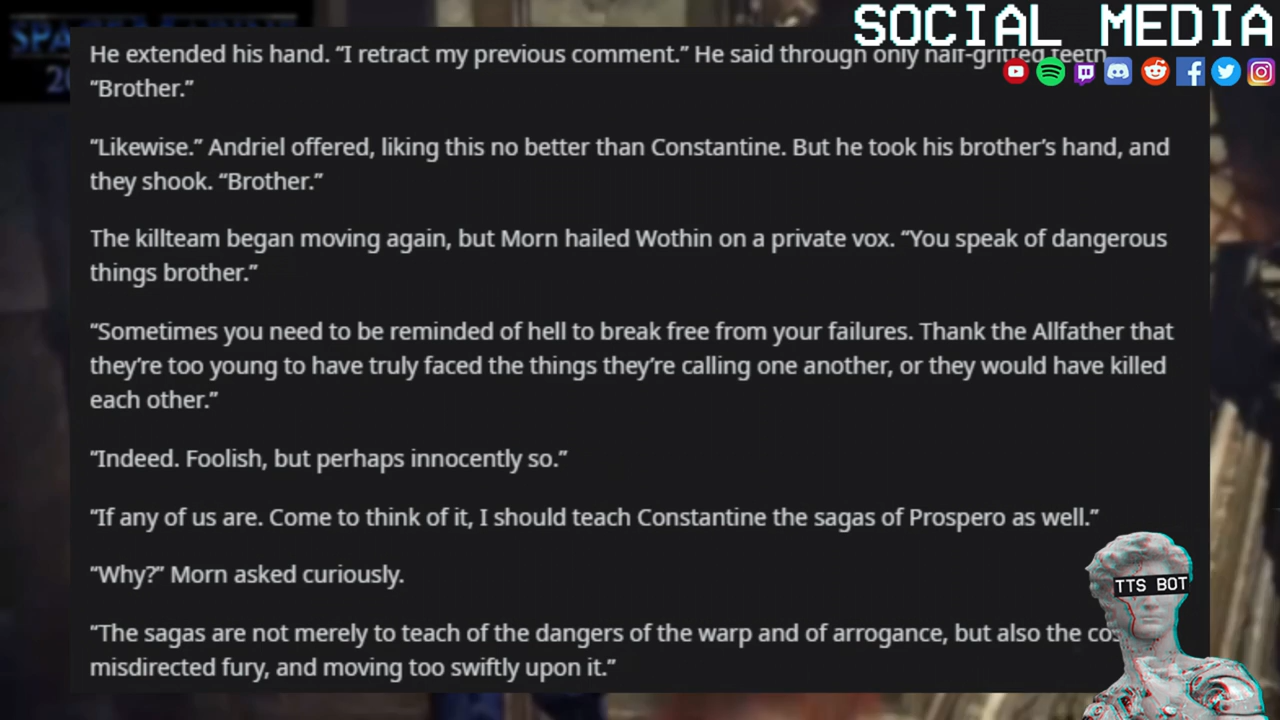 SOCIAL MEDIA
SPA
20
He extended his hand. “I retract my previous comment.” He said through only half-gritted teeth
“Brother.”
“Likewise.” Andriel offered, liking this no better than Constantine. But he took his brother’s hand, and
they shook. “Brother.”
The killteam began moving again, but Morn hailed Wothin on a private vox. “You speak of dangerous
things brother.”
“Sometimes you need to be reminded of hell to break free from your failures. Thank the Allfather that
they’re too young to have truly faced the things they’re calling one another, or they would have killed
each other.”
“Indeed. Foolish, but perhaps innocently so.”
“If any of us are. Come to think of it, I should teach Constantine the sagas of Prospero as well.”
“Why?” Morn asked curiously.
“The sagas are not merely to teach of the dangers of the warp and of arrogance, but also the
misdirected fury, and moving too swiftly upon it.”
TTS BOT